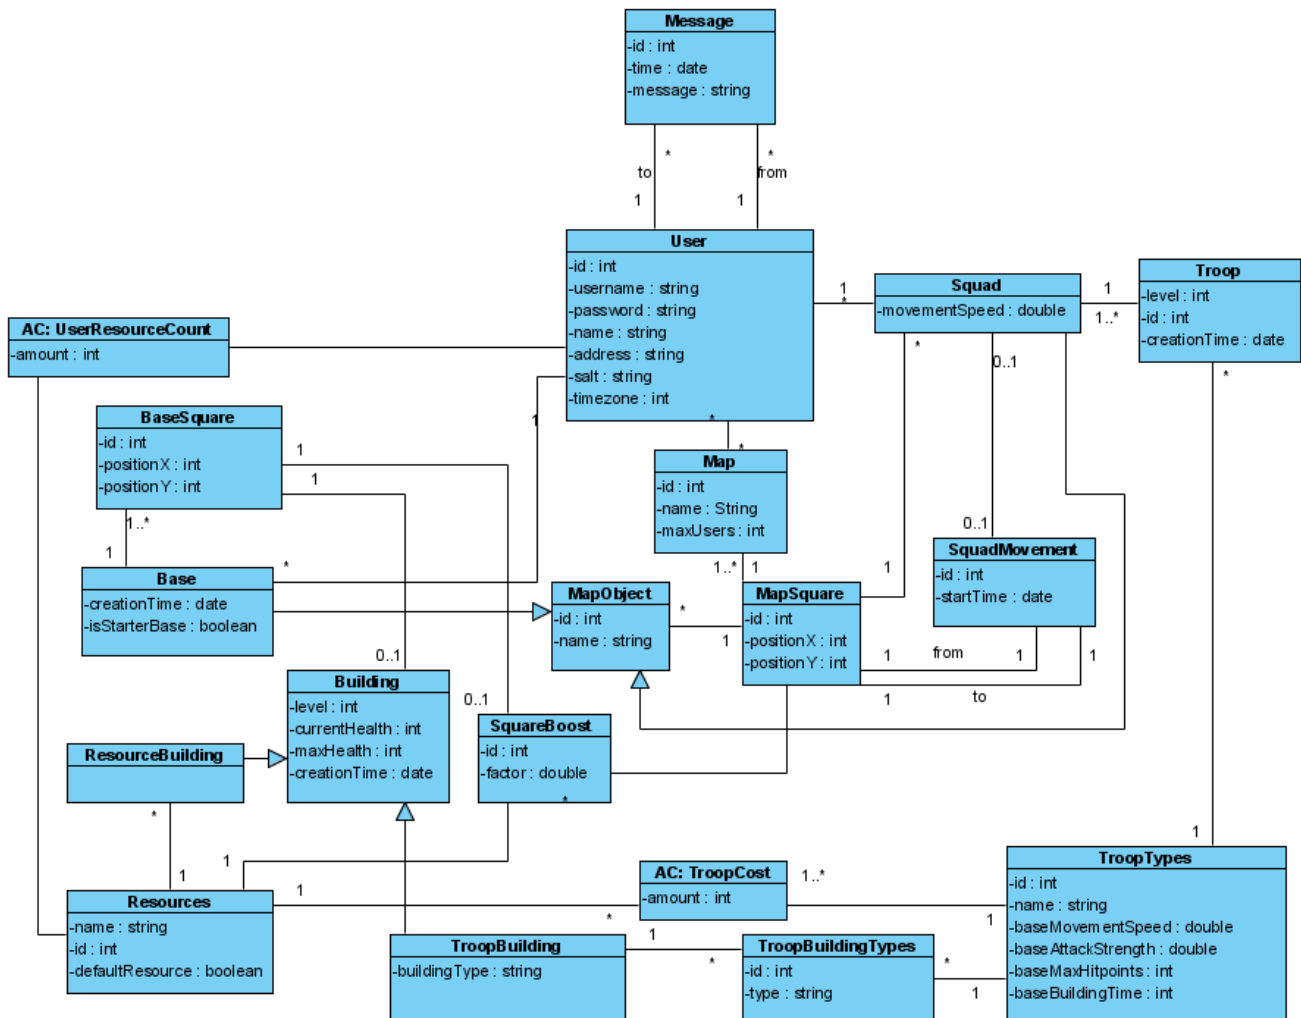 Message
-id : int
-time : date
-message : string
*
*
to
from
1
1
User
-id : int
-username : string
-password : string
-name : string
-address : string
-salt : string
-timezone : int
1
*
Squad
-movementSpeed : double
1
1..*
Troop
-level : int
-id : int
-creationTime : date
*
AC: UserResourceCount
-amount : int
*
0..1
1
*
*
BaseSquare
-id : int
-positionX : int
-positionY : int
1
1
1..*
1
Map
-id : int
-name : String
-maxUsers : int
1..*
1
0..1
SquadMovement
-id : int
-startTime : date
Base
-creationTime : date
-isStarterBase : boolean
*
MapObject
-id : int
-name : string
*
1
MapSquare
-id : int
-positionX : int
-positionY : int
1
1
from
1
1
1
to
0..1
Building
-level : int
-currentHealth : int
-maxHealth : int
-creationTime : date
0..1
SquareBoost
-id : int
-factor : double
*
ResourceBuilding
*
1
1
1
Resources
-name : string
-id : int
-defaultResource : boolean
1
*
AC: TroopCost
-amount : int
1..*
1
1
TroopTypes
-id : int
-name : string
-baseMovementSpeed : double
-baseAttackStrength : double
-baseMaxHitpoints : int
-baseBuildingTime : int
TroopBuilding
-buildingType : string
1
*
TroopBuildingTypes
-id : int
-type : string
*
1